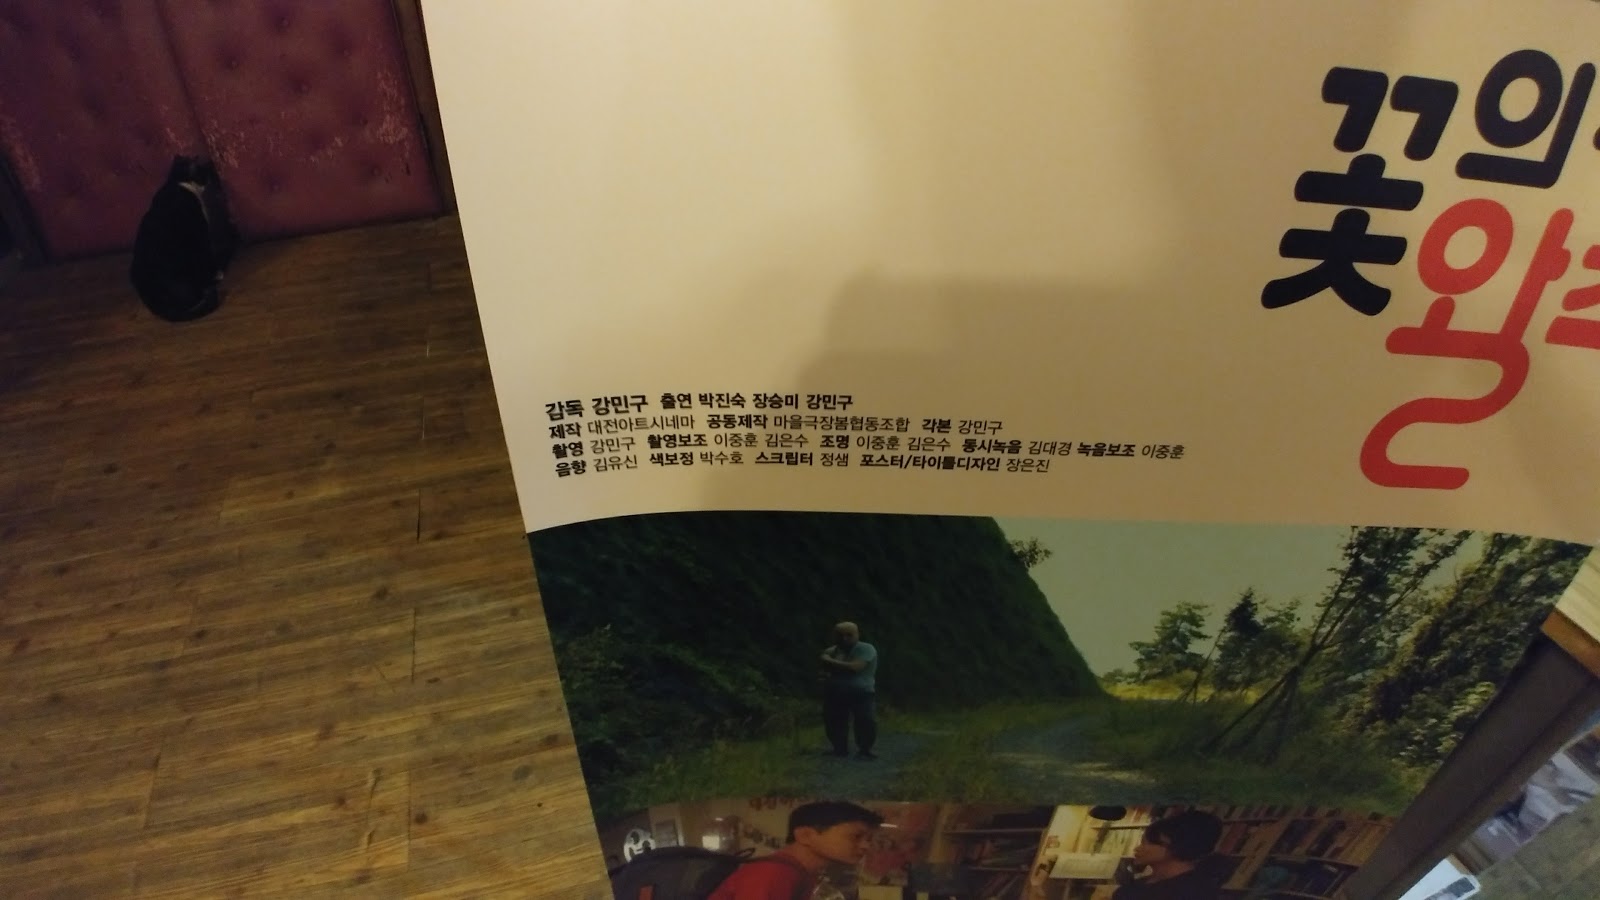 꽃의
왈
감독 강민구 출연 박진숙 장승미 강민구
제작 대전아트시네마 공동제작 마을극장봄협동조합 각본 강민구
촬영 강민구 촬영보조 이중훈 김은수 조명 이중훈 김은수 동시녹음 김대경 녹음보조 이중훈
음향 김유신 색보정 박수호 스크립터 정샘 포스터/타이틀디자인 장은진